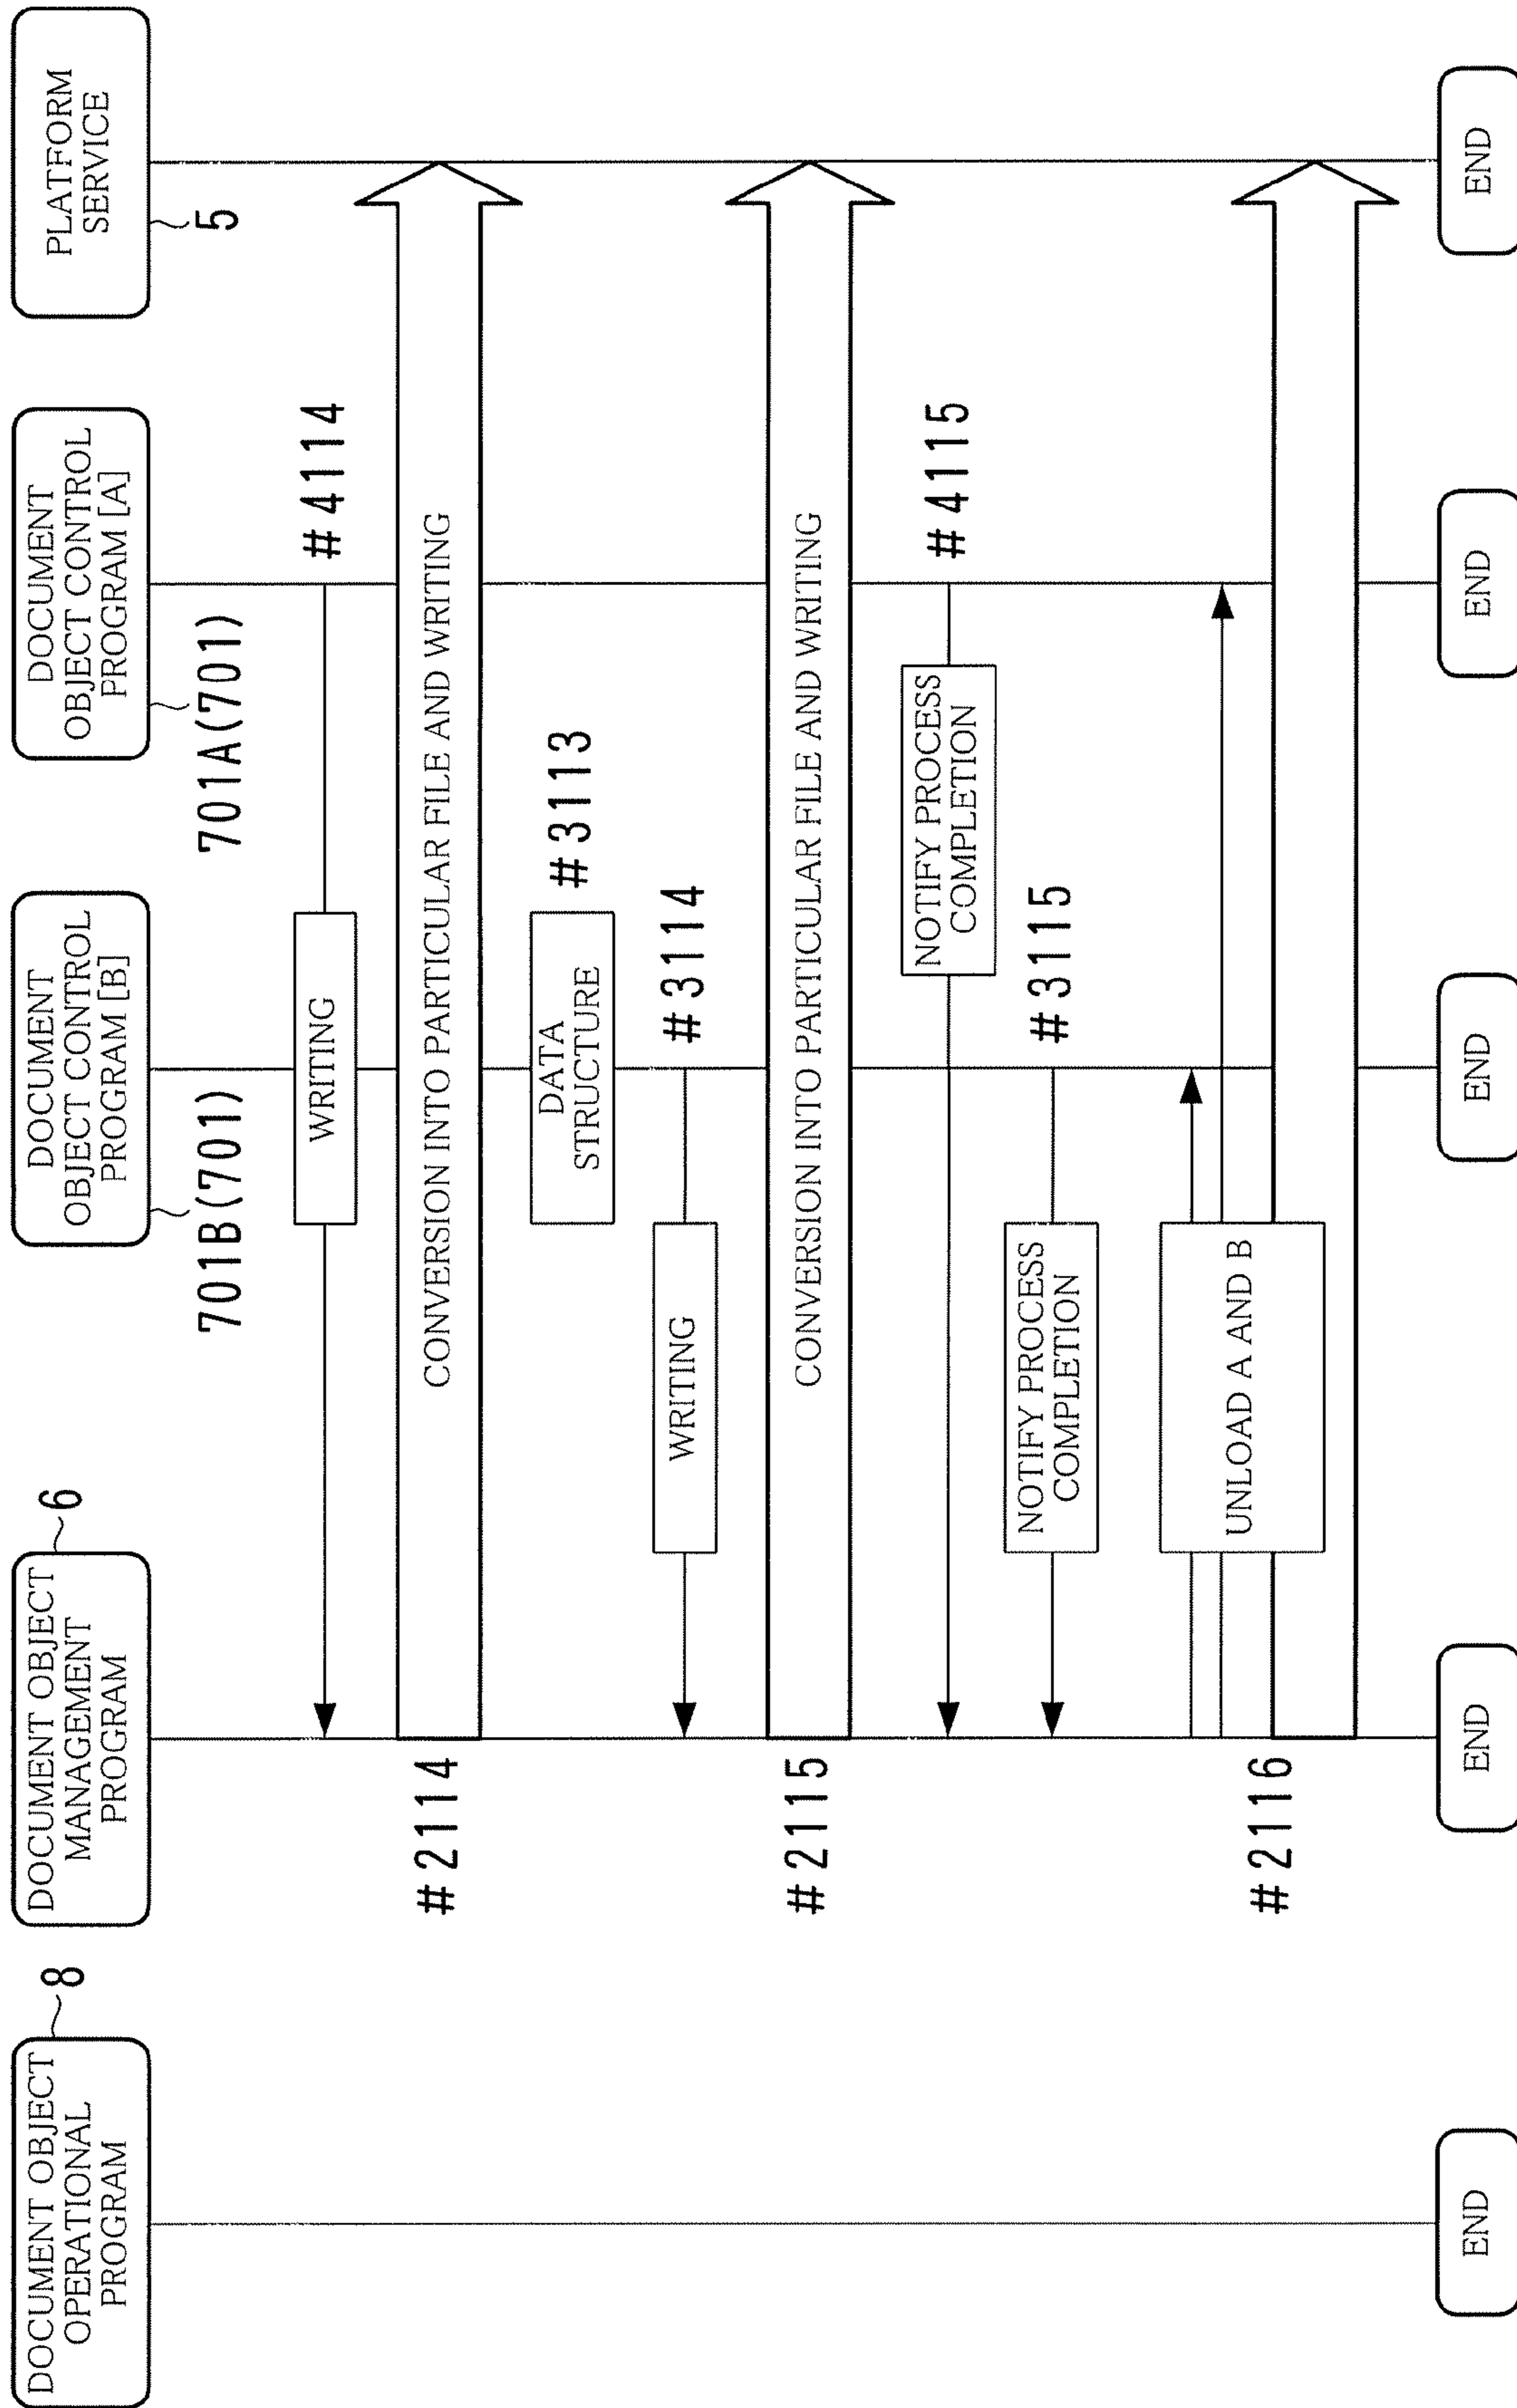 DOCUMENT OBJECT
OPERATIONAL
PROGRAM
8
DOCUMENT OBJECT
MANAGEMENT
PROGRAM
6
DOCUMENT
OBJECT CONTROL
PROGRAM [B]
701B(701)
DOCUMENT
OBJECT CONTROL
PROGRAM [A]
701A(701)
PLATFORM
SERVICE
5
WRITING
#4114
#2114
CONVERSION INTO PARTICULAR FILE AND WRITING
DATA
STRUCTURE
#3113
WRITING
#3114
#2115
CONVERSION INTO PARTICULAR FILE AND WRITING
NOTIFY PROCESS
COMPLETION
#4115
NOTIFY PROCESS
COMPLETION
#3115
#2116
UNLOAD A AND B
END
END
END
END
END